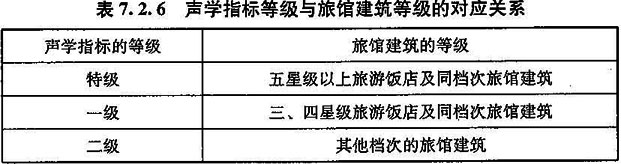 表 7.2.6 声学指标等级与旅馆建筑等级的对应关系
声学指标的等级 旅馆建筑的等级
特级 五星级以上旅游饭店及同档次旅馆建筑
一级 三、四星级旅游饭店及同档次旅馆建筑
二级 其他档次的旅馆建筑